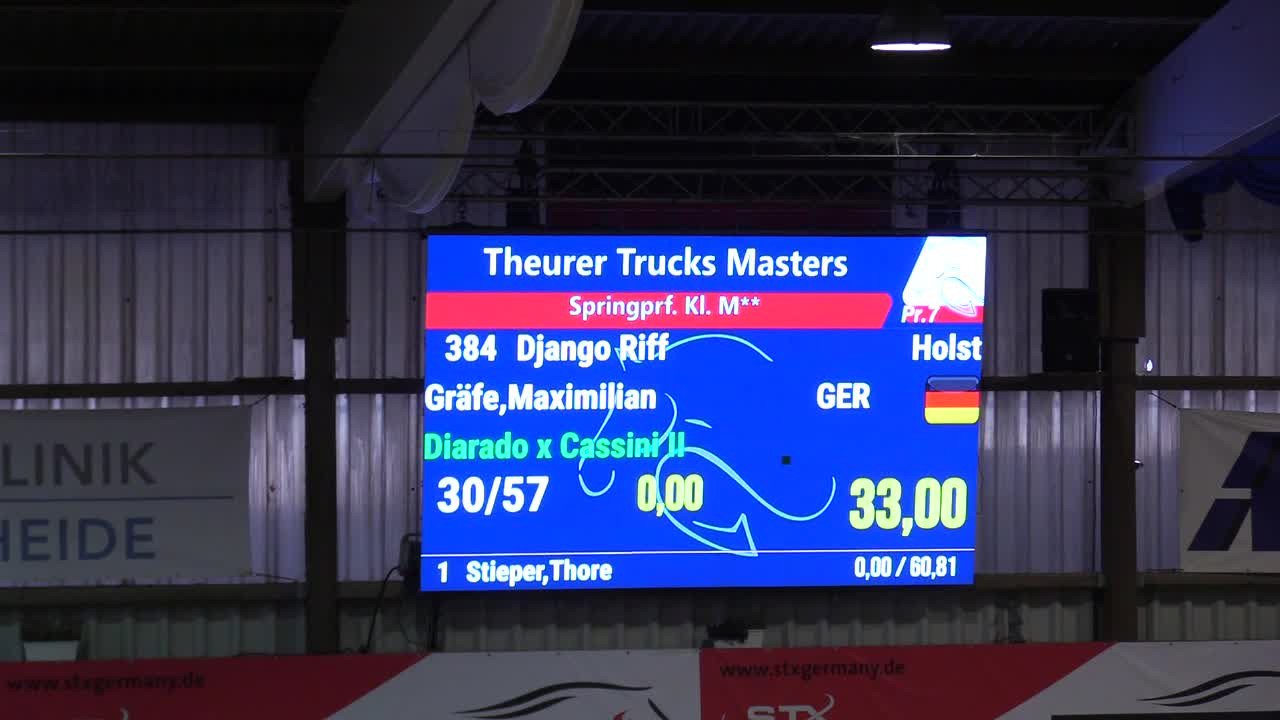 Theurer Trucks Masters
Springprf. Kl. M**
Pr.7
384 Django Riff Holst
Gräfe,Maximilian GER
Diarado x Cassini II
30/57 0,00 33,00
1 Stieper,Thore 0,00 / 60,81
LINIK
HEIDE
www.stxgermany.de
www.stxgermany.de
STX